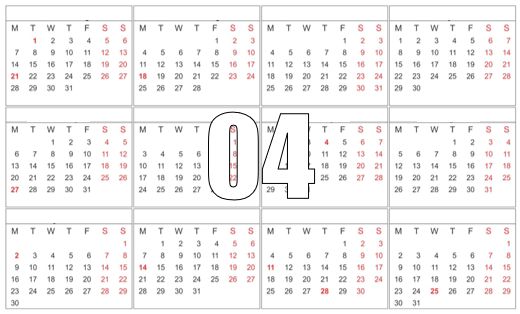 M T W T F S S
1 2 3 4 5 6
7 8 9 10 11 12 13
14 15 16 17 18 19 20
21 22 23 24 25 26 27
28 29 30 31
M T W T F S S
1 2 3
4 5 6 7 8 9 10
11 12 13 14 15 16 17
18 19 20 21 22 23 24
25 26 27 28
M T W T F S S
1 2 3
4 5 6 7 8 9 10
11 12 13 14 15 16 17
18 19 20 21 22 23 24
25 26 27 28 29 30 31
M T W T F S S
1 2 3 4 5 6 7
8 9 10 11 12 13 14
15 16 17 18 19 20 21
22 23 24 25 26 27 28
29 30
M T W T F S S
1 2 3 4 5
6 7 8 9 10 11 12
13 14 15 16 17 18 19
20 21 22 23 24 25 26
27 28 29 30 31
M T W T S
1
3 4 5 6 8
10 11 12 13 15
17 18 19 20 22
24 25 26 27
04
T F S S
4 5 6 7
11 12 13 14
18 19 20 21
25 26 27 28
29
M T W T F S S
1 2 3 4
5 6 7 8 9 10 11
12 13 14 15 16 17 18
19 20 21 22 23 24 25
26 27 28 29 30 31
M T W T F S S
1
2 3 4 5 6 7 8
9 10 11 12 13 14 15
16 17 18 19 20 21 22
23 24 25 26 27 28 29
30
M T W T F S S
1 2 3 4 5 6
7 8 9 10 11 12 13
14 15 16 17 18 19 20
21 22 23 24 25 26 27
28 29 30 31
M T W T F S S
1 2 3
4 5 6 7 8 9 10
11 12 13 14 15 16 17
18 19 20 21 22 23 24
25 26 27 28 29 30
M T W T F S S
1
2 3 4 5 6 7 8
9 10 11 12 13 14 15
16 17 18 19 20 21 22
23 24 25 26 27 28 29
30 31